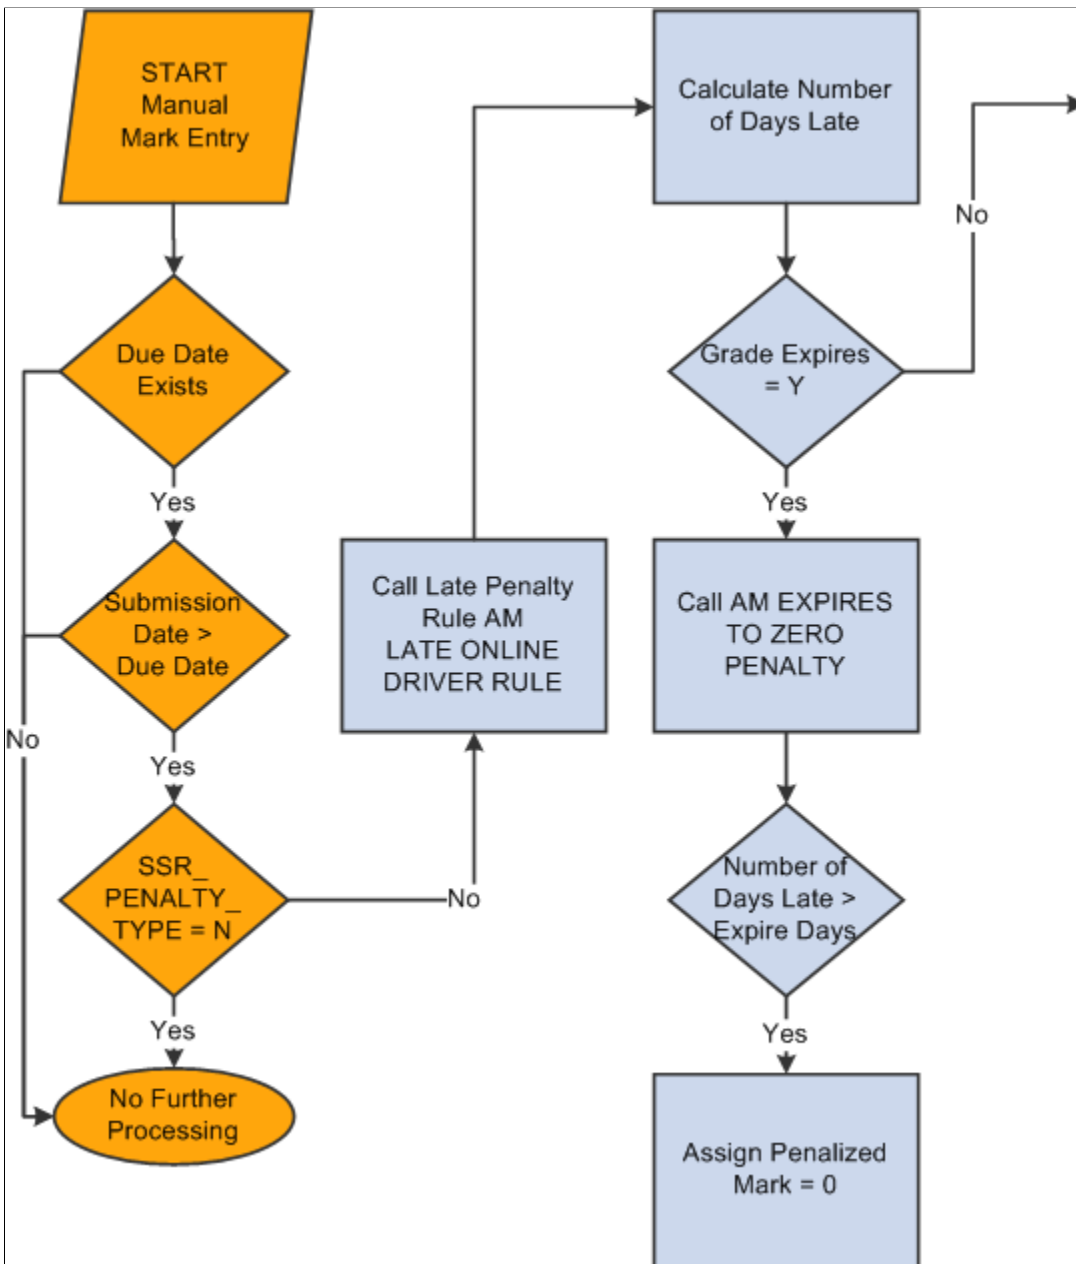 START
Manual
Mark Entry
Due Date
Exists
Yes
Submission
Date >
Due Date
No
Yes
SSR_
PENALTY_
TYPE = N
No
Yes
No Further
Processing
Call Late Penalty
Rule AM
LATE ONLINE
DRIVER RULE
Calculate Number
of Days Late
No
Grade Expires
= Y
Yes
Call AM EXPIRES
TO ZERO
PENALTY
Number of
Days Late >
Expire Days
Yes
Assign Penalized
Mark = 0